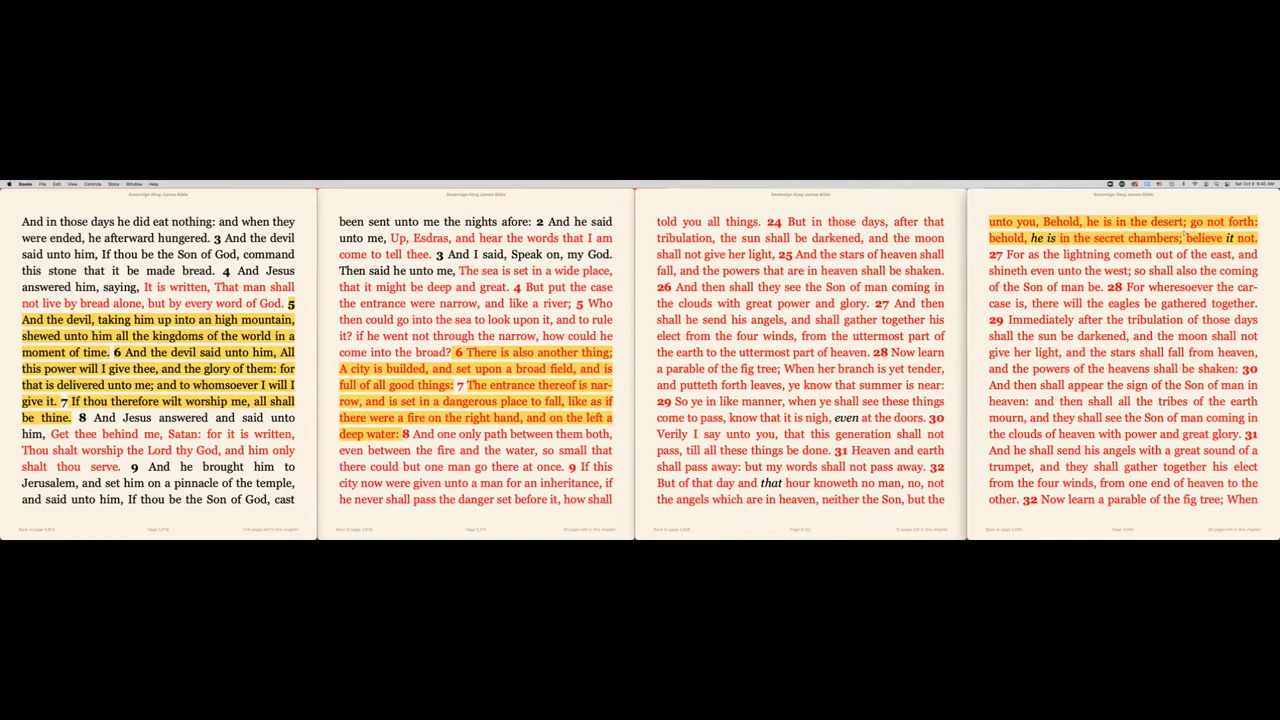 Books File Edit View Controls Store Window Help
Sovereign King James Bible
And in those days he did eat nothing: and when they
were ended, he afterward hungered. 3 And the devil
said unto him, If thou be the Son of God, command
this stone that it be made bread. 4 And Jesus
answered him, saying, It is written, That man shall
not live by bread alone, but by every word of God. 5
And the devil, taking him up into an high mountain,
shewed unto him all the kingdoms of the world in a
moment of time. 6 And the devil said unto him, All
this power will I give thee, and the glory of them: for
that is delivered unto me; and to whomsoever I will I
give it. 7 If thou therefore wilt worship me, all shall
be thine. 8 And Jesus answered and said unto
him, Get thee behind me, Satan: for it is written,
Thou shalt worship the Lord thy God, and him only
shalt thou serve. 9 And he brought him to
Jerusalem, and set him on a pinnacle of the temple,
and said unto him, If thou be the Son of God, cast
Sovereign King James Bible
been sent unto me the nights afore: 2 And he said
unto me, Up, Esdras, and hear the words that I am
come to tell thee. 3 And I said, Speak on, my God.
Then said he unto me, The sea is set in a wide place,
that it might be deep and great. 4 But put the case
the entrance were narrow, and like a river; 5 Who
then could go into the sea to look upon it, and to rule
it? if he went not through the narrow, how could he
come into the broad? 6 There is also another thing;
A city is builded, and set upon a broad field, and is
full of all good things: 7 The entrance thereof is nar-
row, and is set in a dangerous place to fall, like as if
there were a fire on the right hand, and on the left a
deep water: 8 And one only path between them both,
even between the fire and the water, so small that
there could but one man go there at once. 9 If this
city now were given unto a man for an inheritance, if
he never shall pass the danger set before it, how shall
Sovereign King James Bible
told you all things. 24 But in those days, after that
tribulation, the sun shall be darkened, and the moon
shall not give her light, 25 And the stars of heaven shall
fall, and the powers that are in heaven shall be shaken.
26 And then shall they see the Son of man coming in
the clouds with great power and glory. 27 And then
shall he send his angels, and shall gather together his
elect from the four winds, from the uttermost part of
the earth to the uttermost part of heaven. 28 Now learn
a parable of the fig tree; When her branch is yet tender,
and putteth forth leaves, ye know that summer is near:
29 So ye in like manner, when ye shall see these things
come to pass, know that it is nigh, even at the doors. 30
Verily I say unto you, that this generation shall not
pass, till all these things be done. 31 Heaven and earth
shall pass away: but my words shall not pass away. 32
But of that day and that hour knoweth no man, no, not
the angels which are in heaven, neither the Son, but the
Sat Oct 9 9:40 AM
Sovereign King James Bible
unto you, Behold, he is in the desert; go not forth:
behold, he is in the secret chambers; believe it not.
27 For as the lightning cometh out of the east, and
shineth even unto the west; so shall also the coming
of the Son of man be. 28 For wheresoever the car-
case is, there will the eagles be gathered together.
29 Immediately after the tribulation of those days
shall the sun be darkened, and the moon shall not
give her light, and the stars shall fall from heaven,
and the powers of the heavens shall be shaken: 30
And then shall appear the sign of the Son of man in
heaven: and then shall all the tribes of the earth
mourn, and they shall see the Son of man coming in
the clouds of heaven with power and great glory. 31
And he shall send his angels with a great sound of a
trumpet, and they shall gather together his elect
from the four winds, from one end of heaven to the
other. 32 Now learn a parable of the fig tree; When